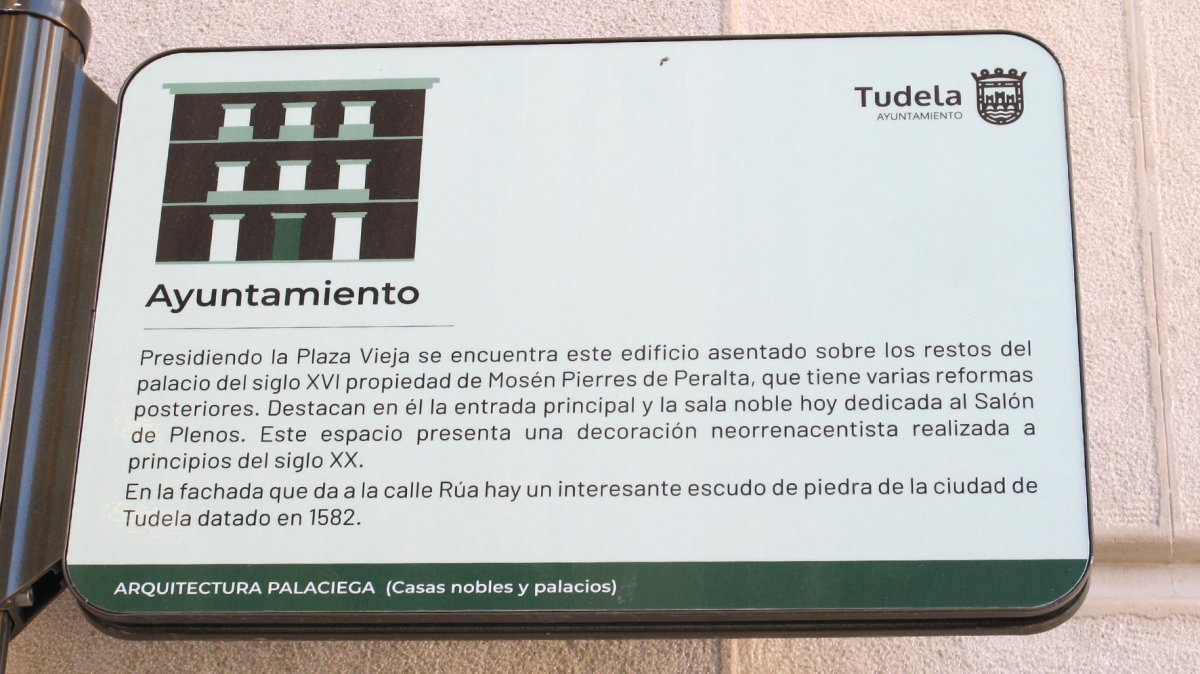 Tudela
AYUNTAMIENTO
Ayuntamiento
Presidiendo la Plaza Vieja se encuentra este edificio asentado sobre los restos del
palacio del siglo XVI propiedad de Mosén Pierres de Peralta, que tiene varias reformas
posteriores. Destacan en él la entrada principal y la sala noble hoy dedicada al Salón
de Plenos. Este espacio presenta una decoración neorrenacentista realizada a
principios del siglo XX.
En la fachada que da a la calle Rúa hay un interesante escudo de piedra de la ciudad de
Tudela datado en 1582.
ARQUITECTURA PALACIEGA (Casas nobles y palacios)